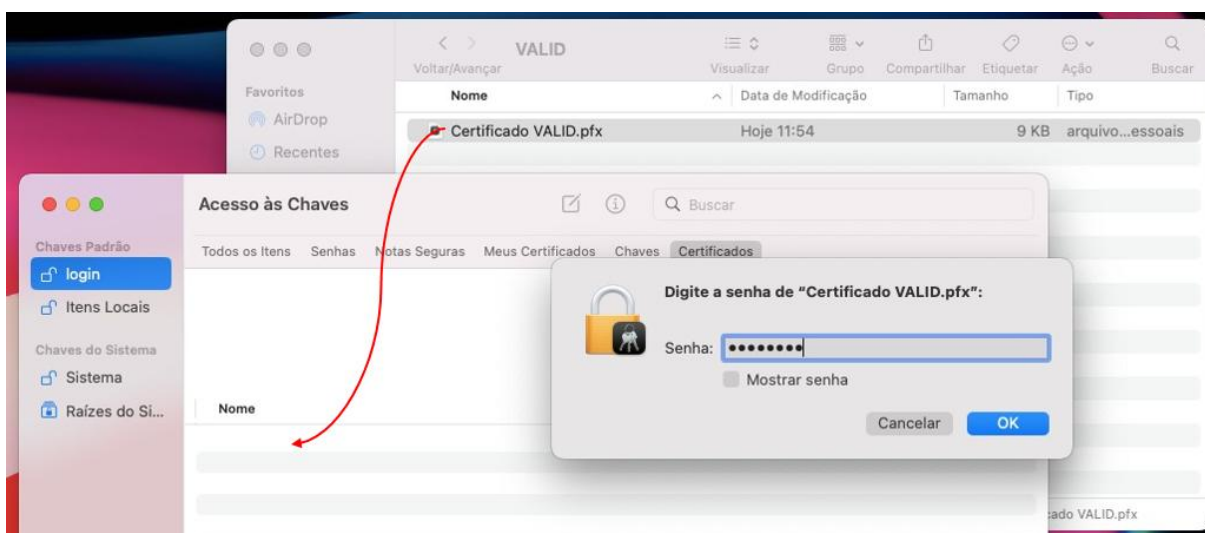 VALID
Voltar/Avançar
Visualizar Grupo Compartilhar Etiquetar Ação Buscar
Favoritos
Nome Data de Modificação Tamanho Tipo
AirDrop
Certificado VALID.pfx Hoje 11:54 9 KB arquivo...essoais
Recentes
Acesso às Chaves
Buscar
Chaves Padrão
Todos os Itens Senhas Notas Seguras Meus Certificados Chaves Certificados
login
Itens Locais
Chaves do Sistema
Sistema
Raízes do Si...
Nome
Digite a senha de “Certificado VALID.pfx”:
Senha: ••••••••
Mostrar senha
Cancelar OK
VALID.pfx